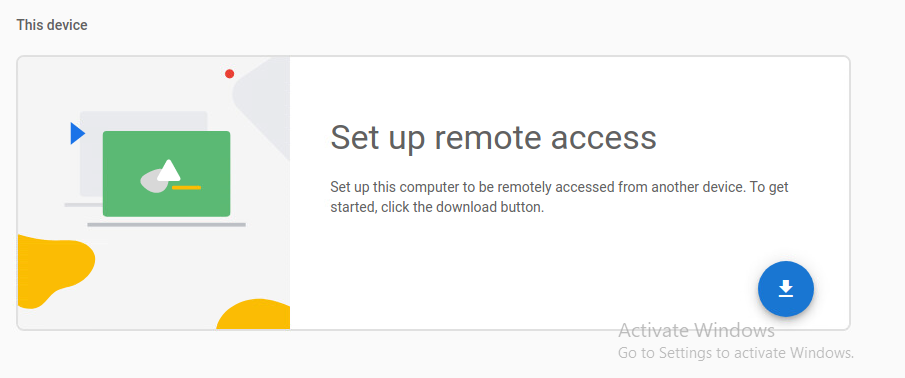 This device
Set up remote access
Set up this computer to be remotely accessed from another device. To get
started, click the download button.
Activate Windows
Go to Settings to activate Windows.